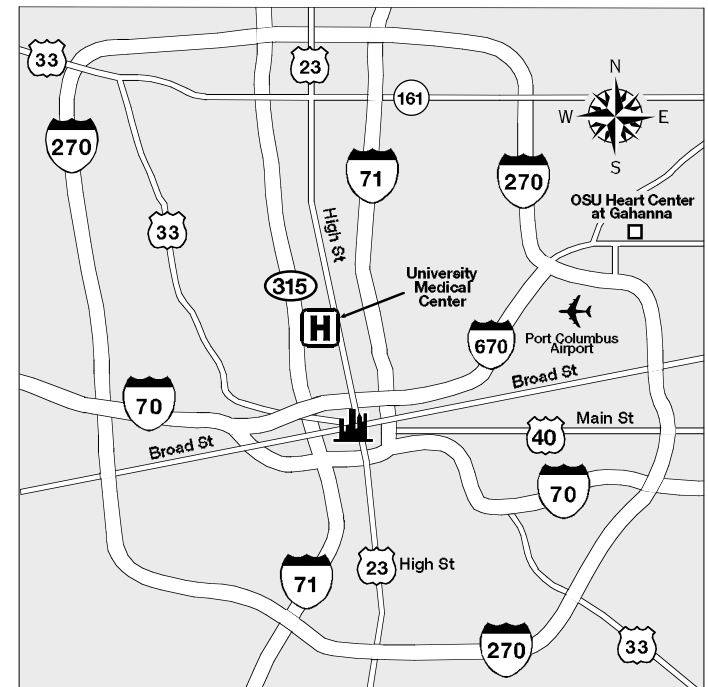 33
23
161
N
W
E
S
270
71
270
33
High St
OSU Heart Center
at Gahanna
315
University
Medical
Center
H
670
Port Columbus
Airport
70
Broad St
Broad St
40
Main St
70
71
23
High St
270
33